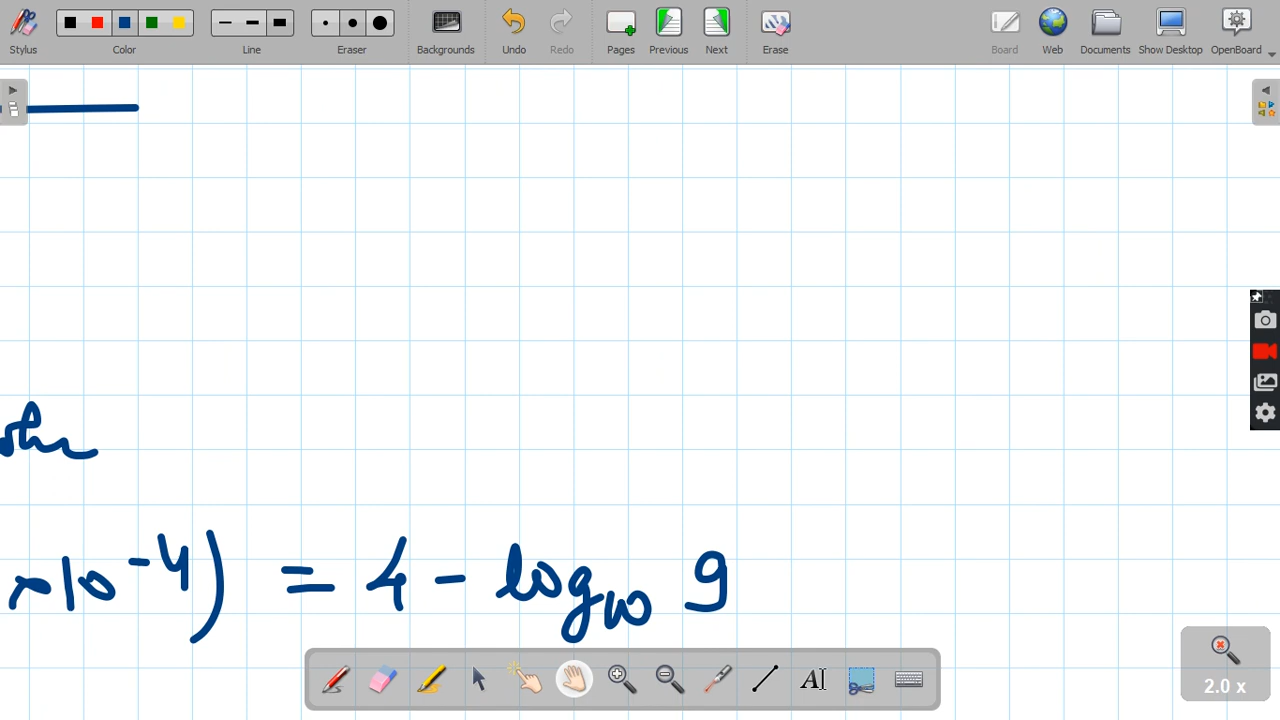 Stylus Color Line Eraser Backgrounds Undo Redo Pages Previous Next Erase Board Web Documents Show Desktop OpenBoard
×10⁻⁴) = 4 - log₁₀ 9
2.0 x